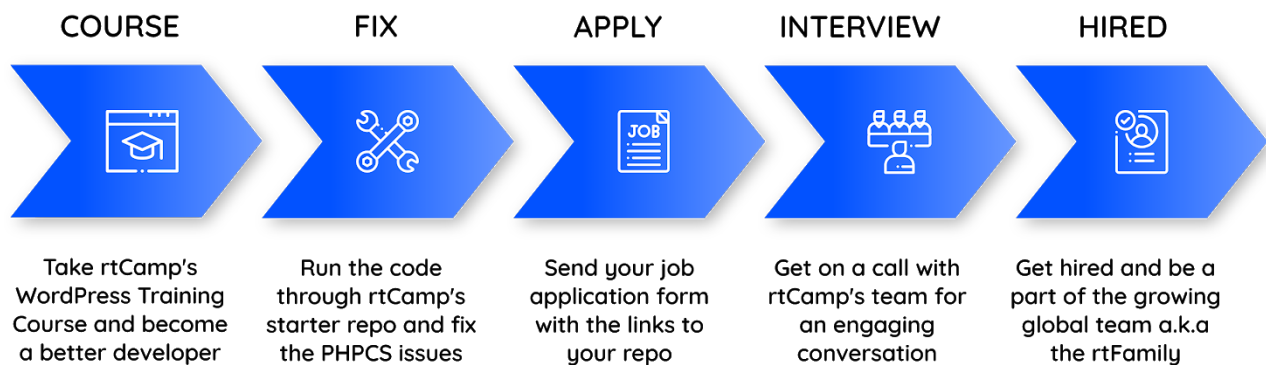 COURSE
FIX
APPLY
INTERVIEW
HIRED
JOB
Take rtCamp's
WordPress Training
Course and become
a better developer
Run the code
through rtCamp's
starter repo and fix
the PHPCS issues
Send your job
application form
with the links to
your repo
Get on a call with
rtCamp's team for
an engaging
conversation
Get hired and be a
part of the growing
global team a.k.a
the rtFamily